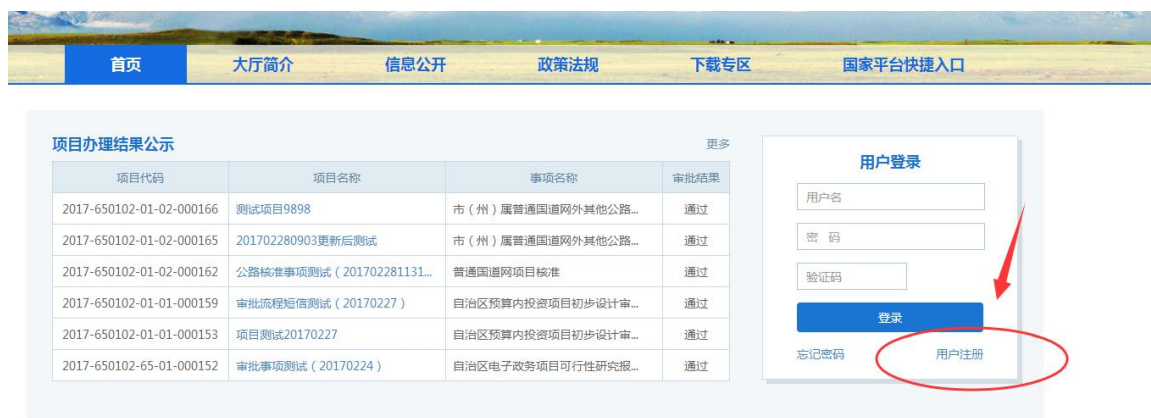 首页 大厅简介 信息公开 政策法规 下载专区 国家平台快捷入口
项目办理结果公示 更多
项目代码 项目名称 事项名称 审批结果
2017-650102-01-02-000166 测试项目9898 市（州）属普通国道网外其他公路... 通过
2017-650102-01-02-000165 201702280903更新后测试 市（州）属普通国道网外其他公路... 通过
2017-650102-01-02-000162 公路核准事项测试（201702281131... 普通国道网项目核准 通过
2017-650102-01-01-000159 审批流程短信测试（20170227） 自治区预算内投资项目初步设计审... 通过
2017-650102-01-01-000153 项目测试20170227 自治区预算内投资项目初步设计审... 通过
2017-650102-65-01-000152 审批事项测试（20170224） 自治区电子政务项目可行性研究报... 通过
用户登录
用户名
密 码
验证码
登录
忘记密码 用户注册